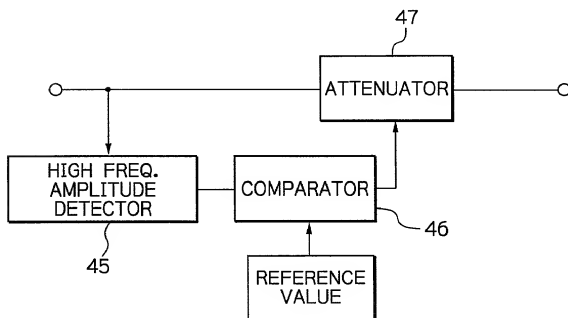 47
ATTENUATOR
HIGH FREQ.
AMPLITUDE
DETECTOR
COMPARATOR
45
46
REFERENCE
VALUE